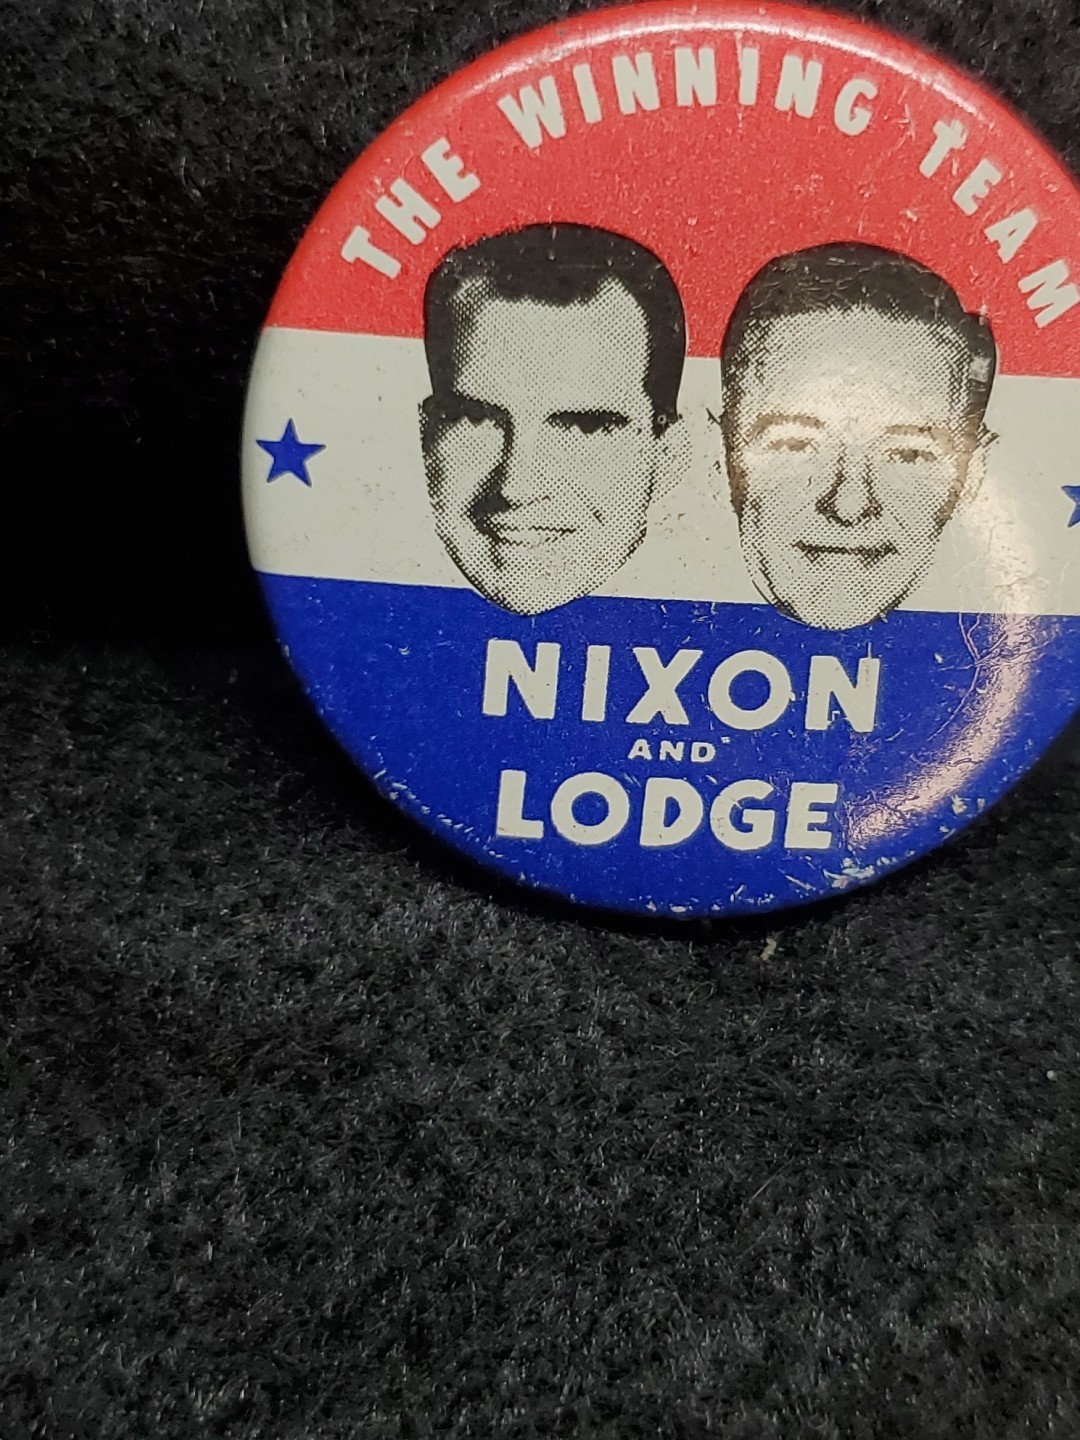 THE WINNING TEAM
NIXON
AND
LODGE